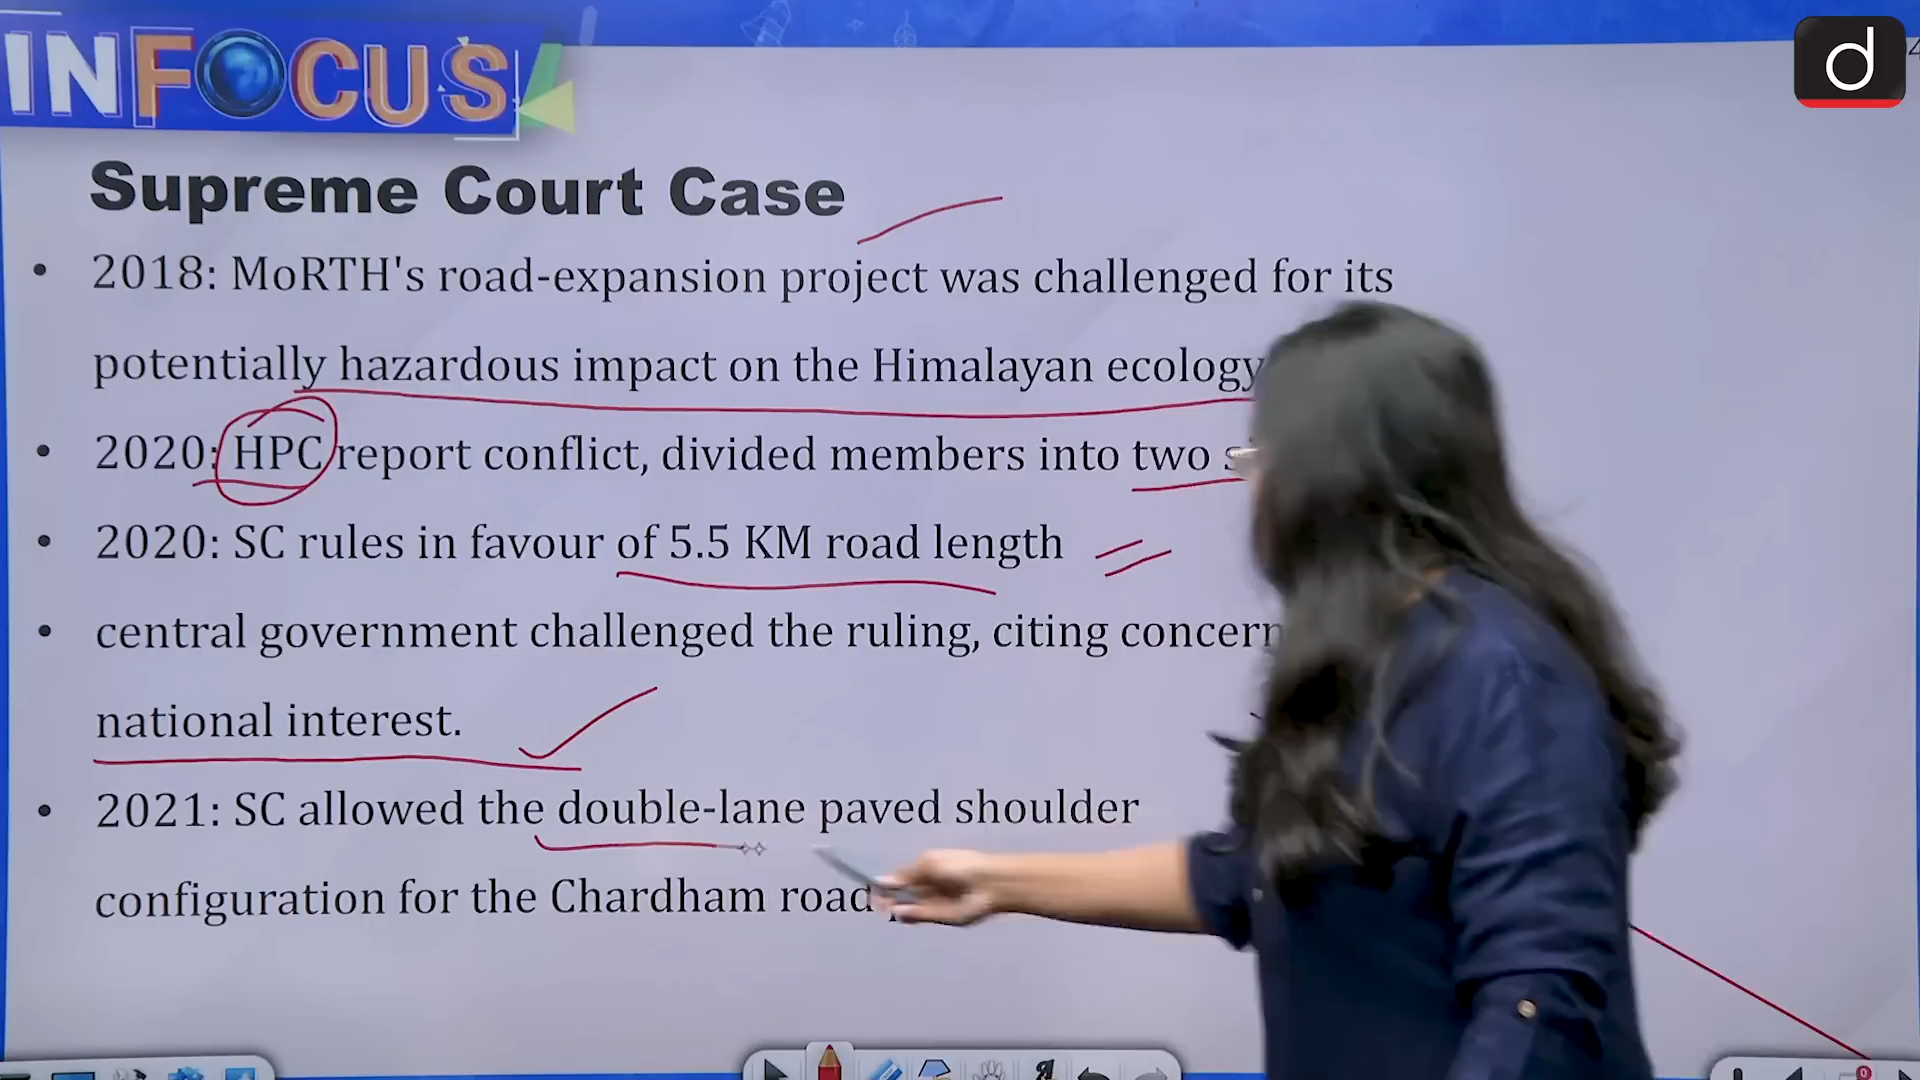 INFOCUS
d
Supreme Court Case
• 2018: MoRTH's road-expansion project was challenged for its
potentially hazardous impact on the Himalayan ecology
• 2020: HPC report conflict, divided members into two
• 2020: SC rules in favour of 5.5 KM road length
• central government challenged the ruling, citing concern
national interest.
• 2021: SC allowed the double-lane paved shoulder
configuration for the Chardham road